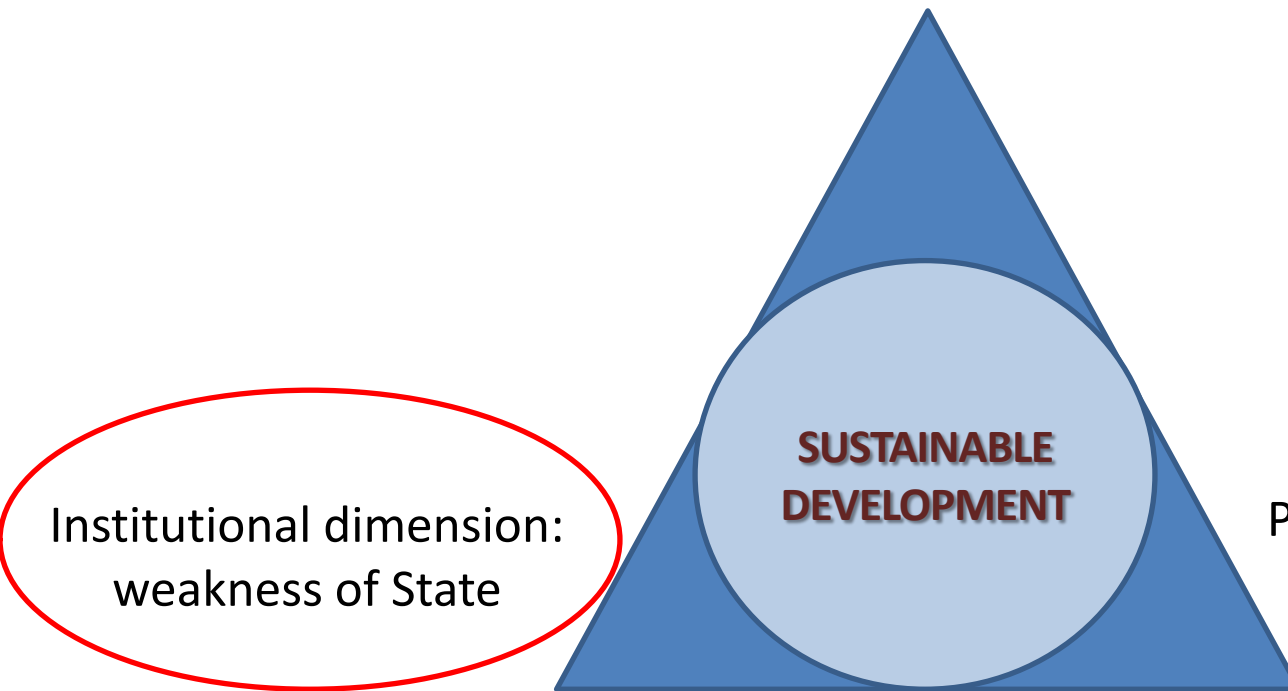 SUSTAINABLE
DEVELOPMENT
Institutional dimension:
weakness of State
P